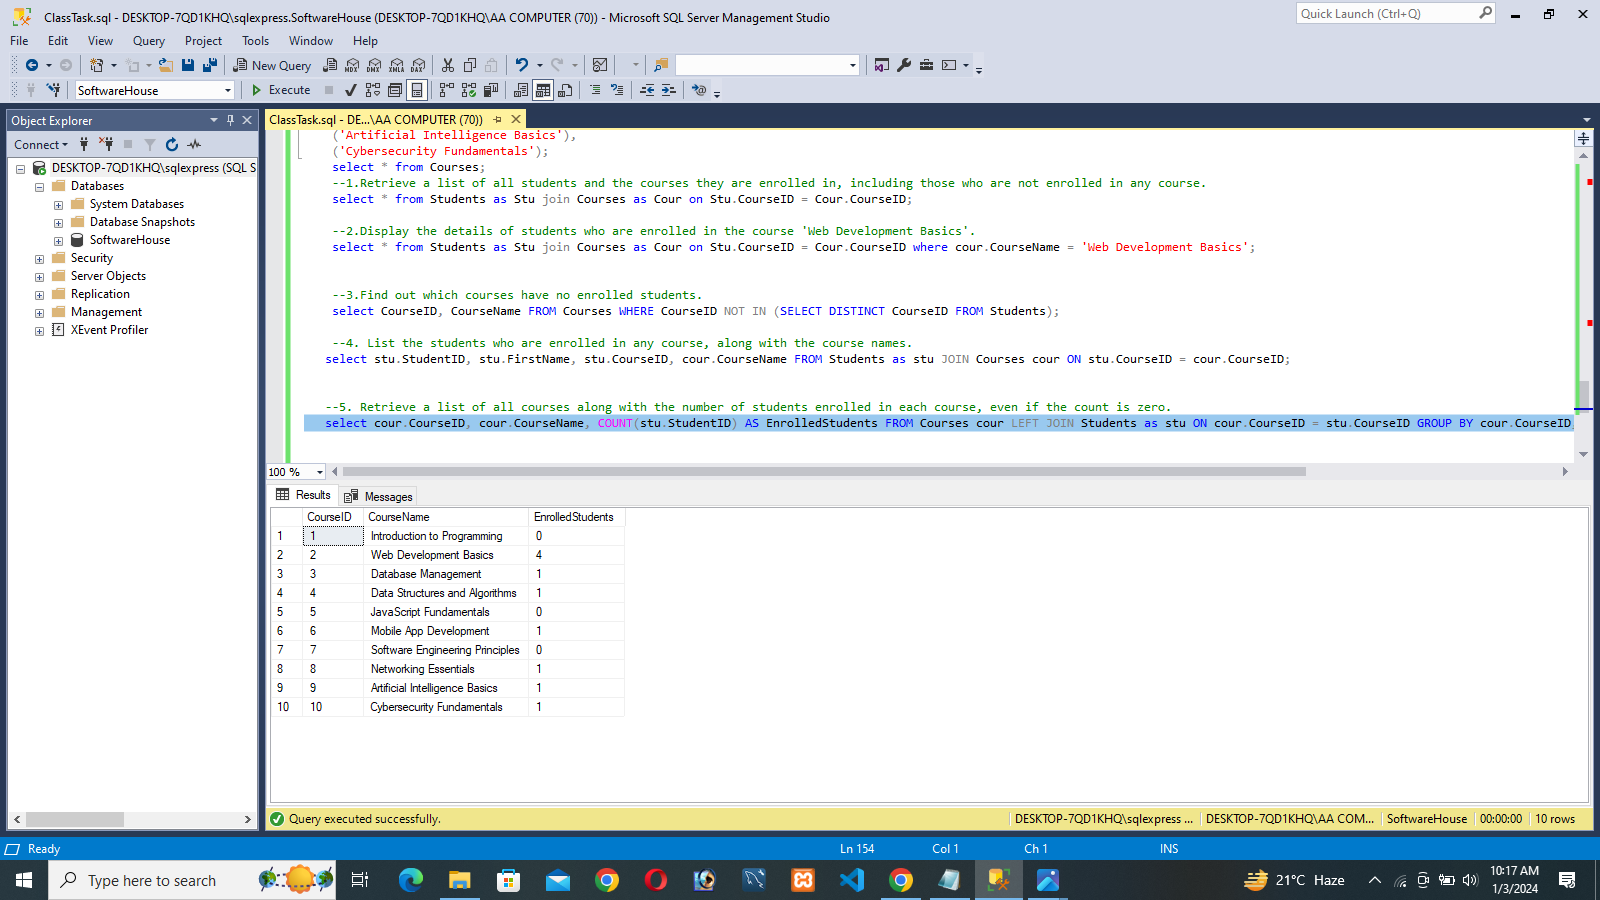 ClassTask.sql - DESKTOP-7QD1KHQ\sqlexpress.SoftwareHouse (DESKTOP-7QD1KHQ\AA COMPUTER (70)) - Microsoft SQL Server Management Studio
Quick Launch (Ctrl+Q)
File Edit View Query Project Tools Window Help
New Query
MDX DMX XMLA DAX
SoftwareHouse
Execute
Object Explorer
Connect
DESKTOP-7QD1KHQ\sqlexpress (SQL S
Databases
System Databases
Database Snapshots
SoftwareHouse
Security
Server Objects
Replication
Management
XEvent Profiler
ClassTask.sql - DE...\AA COMPUTER (70))
('Artificial Intelligence Basics'),
('Cybersecurity Fundamentals');
select * from Courses;
--1.Retrieve a list of all students and the courses they are enrolled in, including those who are not enrolled in any course.
select * from Students as Stu join Courses as Cour on Stu.CourseID = Cour.CourseID;
--2.Display the details of students who are enrolled in the course 'Web Development Basics'.
select * from Students as Stu join Courses as Cour on Stu.CourseID = Cour.CourseID where cour.CourseName = 'Web Development Basics';
--3.Find out which courses have no enrolled students.
select CourseID, CourseName FROM Courses WHERE CourseID NOT IN (SELECT DISTINCT CourseID FROM Students);
--4. List the students who are enrolled in any course, along with the course names.
select stu.StudentID, stu.FirstName, stu.CourseID, cour.CourseName FROM Students as stu JOIN Courses cour ON stu.CourseID = cour.CourseID;
--5. Retrieve a list of all courses along with the number of students enrolled in each course, even if the count is zero.
select cour.CourseID, cour.CourseName, COUNT(stu.StudentID) AS EnrolledStudents FROM Courses cour LEFT JOIN Students as stu ON cour.CourseID = stu.CourseID GROUP BY cour.CourseID
100 %
Results Messages
CourseID CourseName EnrolledStudents
1 1 Introduction to Programming 0
2 2 Web Development Basics 4
3 3 Database Management 1
4 4 Data Structures and Algorithms 1
5 5 JavaScript Fundamentals 0
6 6 Mobile App Development 1
7 7 Software Engineering Principles 0
8 8 Networking Essentials 1
9 9 Artificial Intelligence Basics 1
10 10 Cybersecurity Fundamentals 1
Query executed successfully.
DESKTOP-7QD1KHQ\sqlexpress ... DESKTOP-7QD1KHQ\AA COM... SoftwareHouse 00:00:00 10 rows
Ready
Ln 154 Col 1 Ch 1 INS
Type here to search
21°C Haze
10:17 AM
1/3/2024